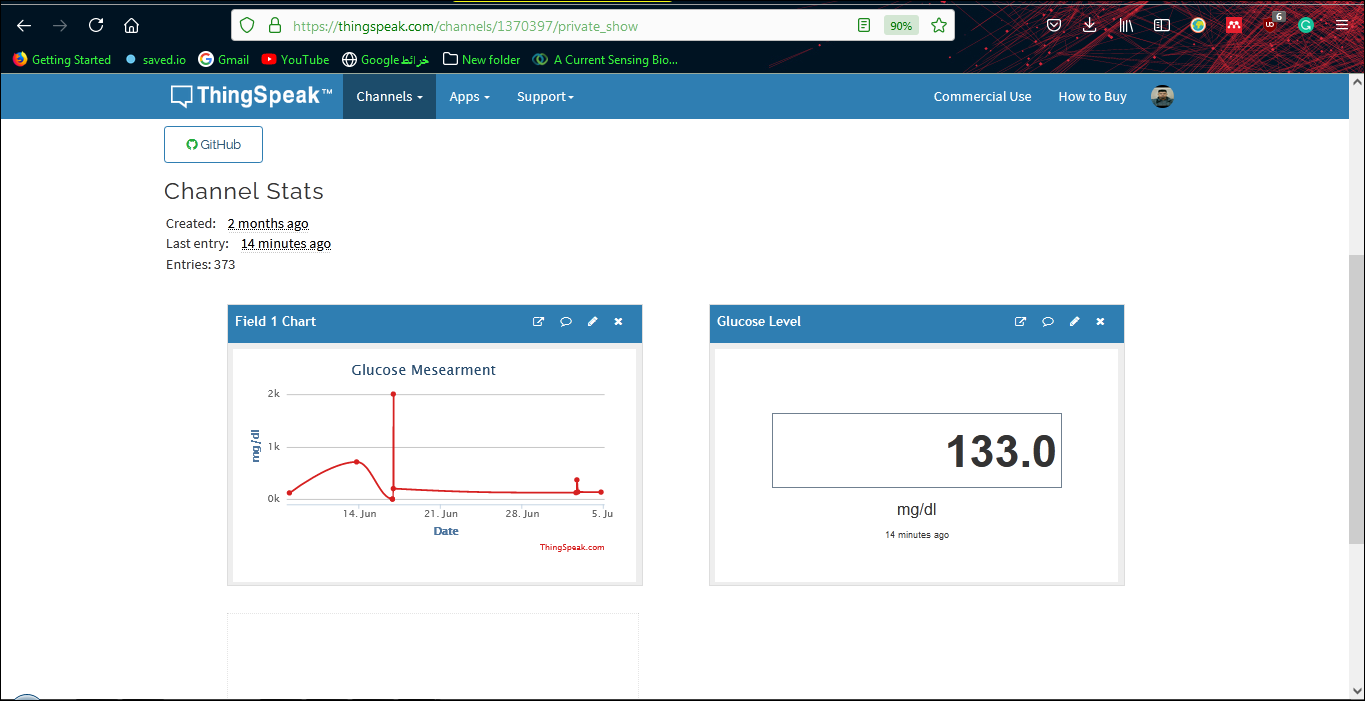 https://thingspeak.com/channels/1370397/private_show
90%
6
Getting Started saved.io Gmail YouTube Google خرائط New folder A Current Sensing Bio...
ThingSpeak™ Channels Apps Support Commercial Use How to Buy
GitHub
Channel Stats
Created: 2 months ago
Last entry: 14 minutes ago
Entries: 373
Field 1 Chart
Glucose Mesearment
2k
1k
0k
mg/dl
14. Jun 21. Jun 28. Jun 5. Ju
Date
ThingSpeak.com
Glucose Level
133.0
mg/dl
14 minutes ago